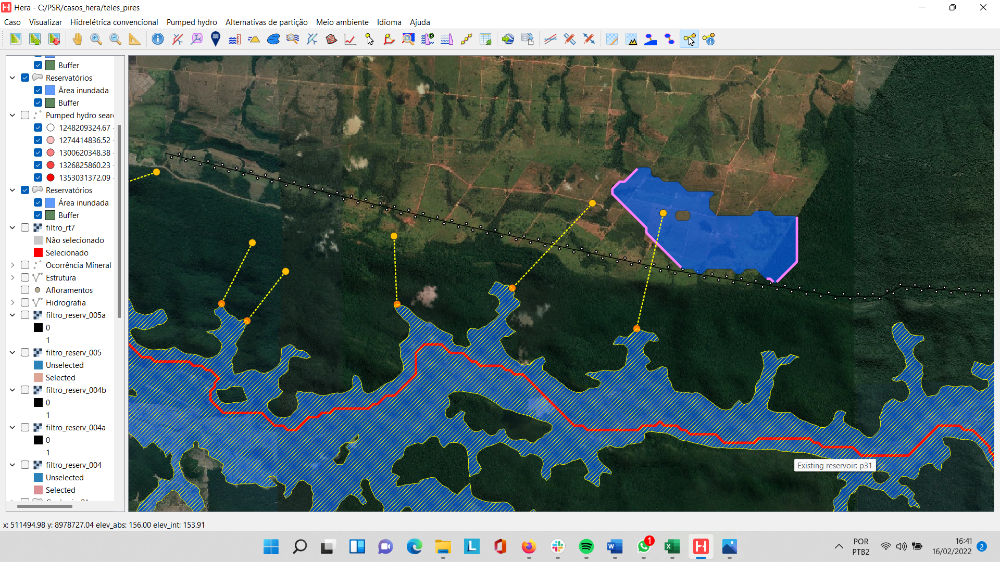 Hera - C:/PSR/casos_hera/teles_pires
Caso Visualizar Hidrelétrica convencional Pumped hydro Alternativas de partição Meio ambiente Idioma Ajuda
Buffer
Reservatórios
Área inundada
Buffer
Pumped hydro sear
1248209324.67 -
1274414836.52 -
1300620348.38 -
1326825860.23 -
1353031372.09 -
Reservatórios
Área inundada
Buffer
filtro_rt7
Não selecionado
Selecionado
Ocorrência Mineral
Estrutura
Afloramentos
Hidrografia
filtro_reserv_005a
0
1
filtro_reserv_005
Unselected
Selected
filtro_reserv_004b
0
1
filtro_reserv_004a
0
1
filtro_reserv_004
Unselected
Selected
Existing reservoir: p31
x: 511494.98 y: 8978727.04 elev_abs: 156.00 elev_int: 153.91
1
POR
PTB2
16:41
16/02/2022
2